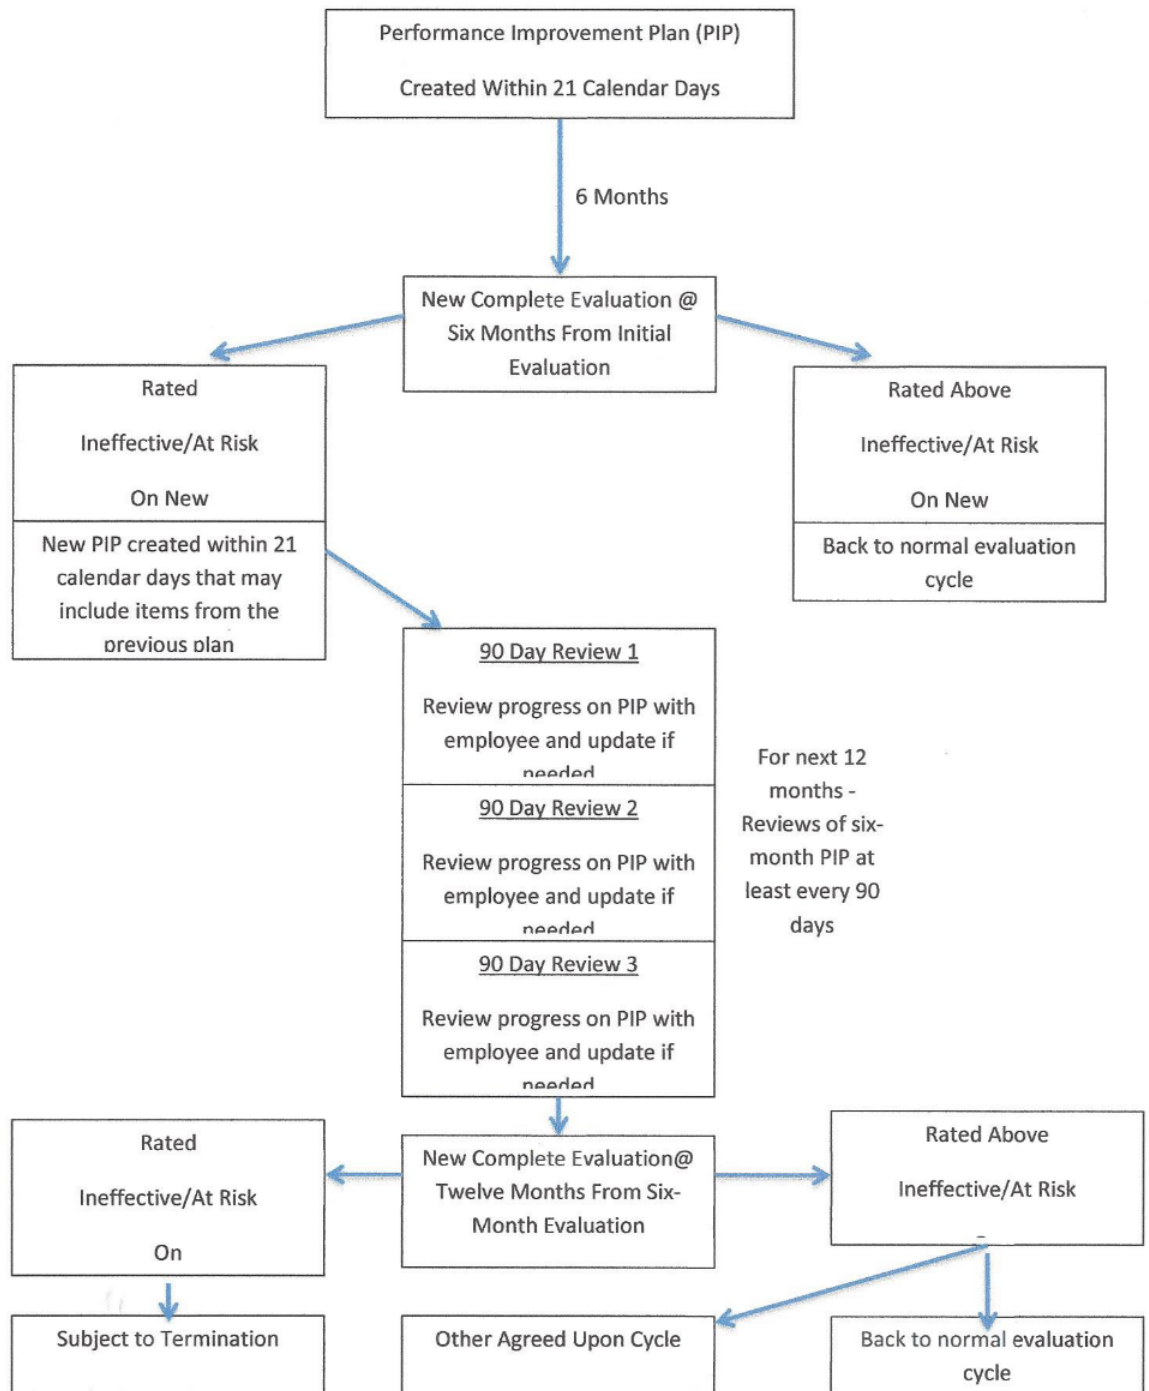 Performance Improvement Plan (PIP)
Created Within 21 Calendar Days
6 Months
New Complete Evaluation @
Six Months From Initial
Evaluation
Rated
Ineffective/At Risk
On New
New PIP created within 21
calendar days that may
include items from the
previous plan
Rated Above
Ineffective/At Risk
On New
Back to normal evaluation
cycle
90 Day Review 1
Review progress on PIP with
employee and update if
needed
90 Day Review 2
Review progress on PIP with
employee and update if
needed
90 Day Review 3
Review progress on PIP with
employee and update if
needed
For next 12
months -
Reviews of six-
month PIP at
least every 90
days
Rated
Ineffective/At Risk
On
New Complete Evaluation@
Twelve Months From Six-
Month Evaluation
Rated Above
Ineffective/At Risk
Subject to Termination
Other Agreed Upon Cycle
Back to normal evaluation
cycle